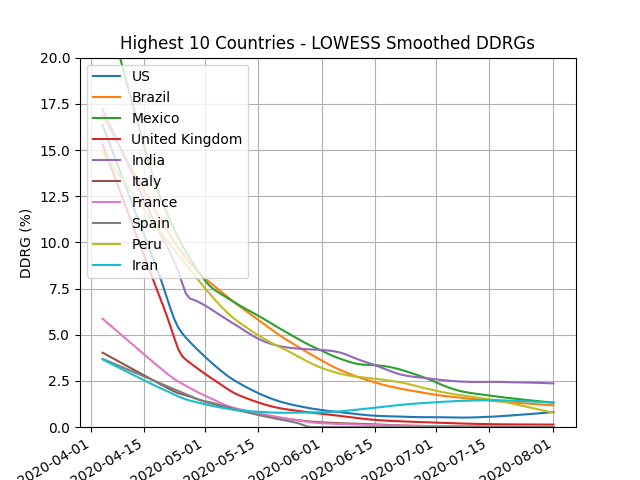 Highest 10 Countries - LOWESS Smoothed DDRGs
DDRG (%)
20.0
17.5
15.0
12.5
10.0
7.5
5.0
2.5
0.0
US
Brazil
Mexico
United Kingdom
India
Italy
France
Spain
Peru
Iran
2020-04-01
2020-04-15
2020-05-01
2020-05-15
2020-06-01
2020-06-15
2020-07-01
2020-07-15
2020-08-01